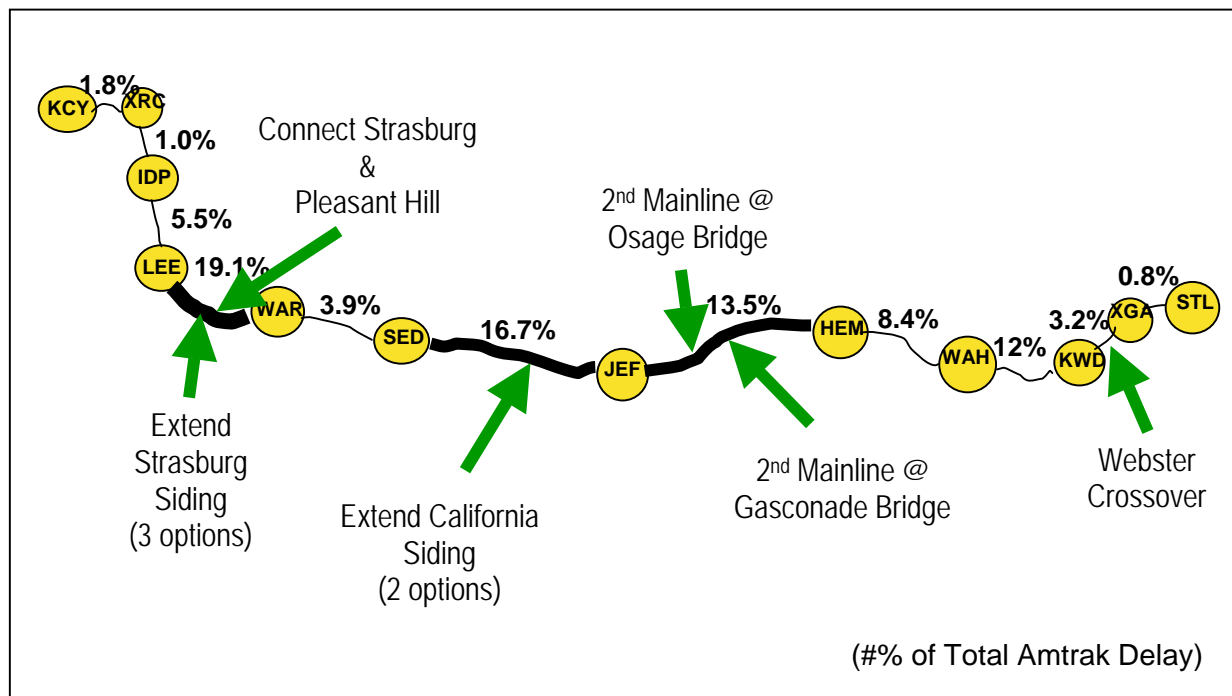 KCY
1.8%
XRC
1.0%
IDP
5.5%
LEE
19.1%
WAR
3.9%
SED
16.7%
JEF
13.5%
HEM
8.4%
WAH
12%
KWD
3.2%
XGA
0.8%
STL
Connect Strasburg
&
Pleasant Hill
2nd Mainline @
Osage Bridge
Extend
Strasburg
Siding
(3 options)
Extend California
Siding
(2 options)
2nd Mainline @
Gasconade Bridge
Webster
Crossover
(#% of Total Amtrak Delay)